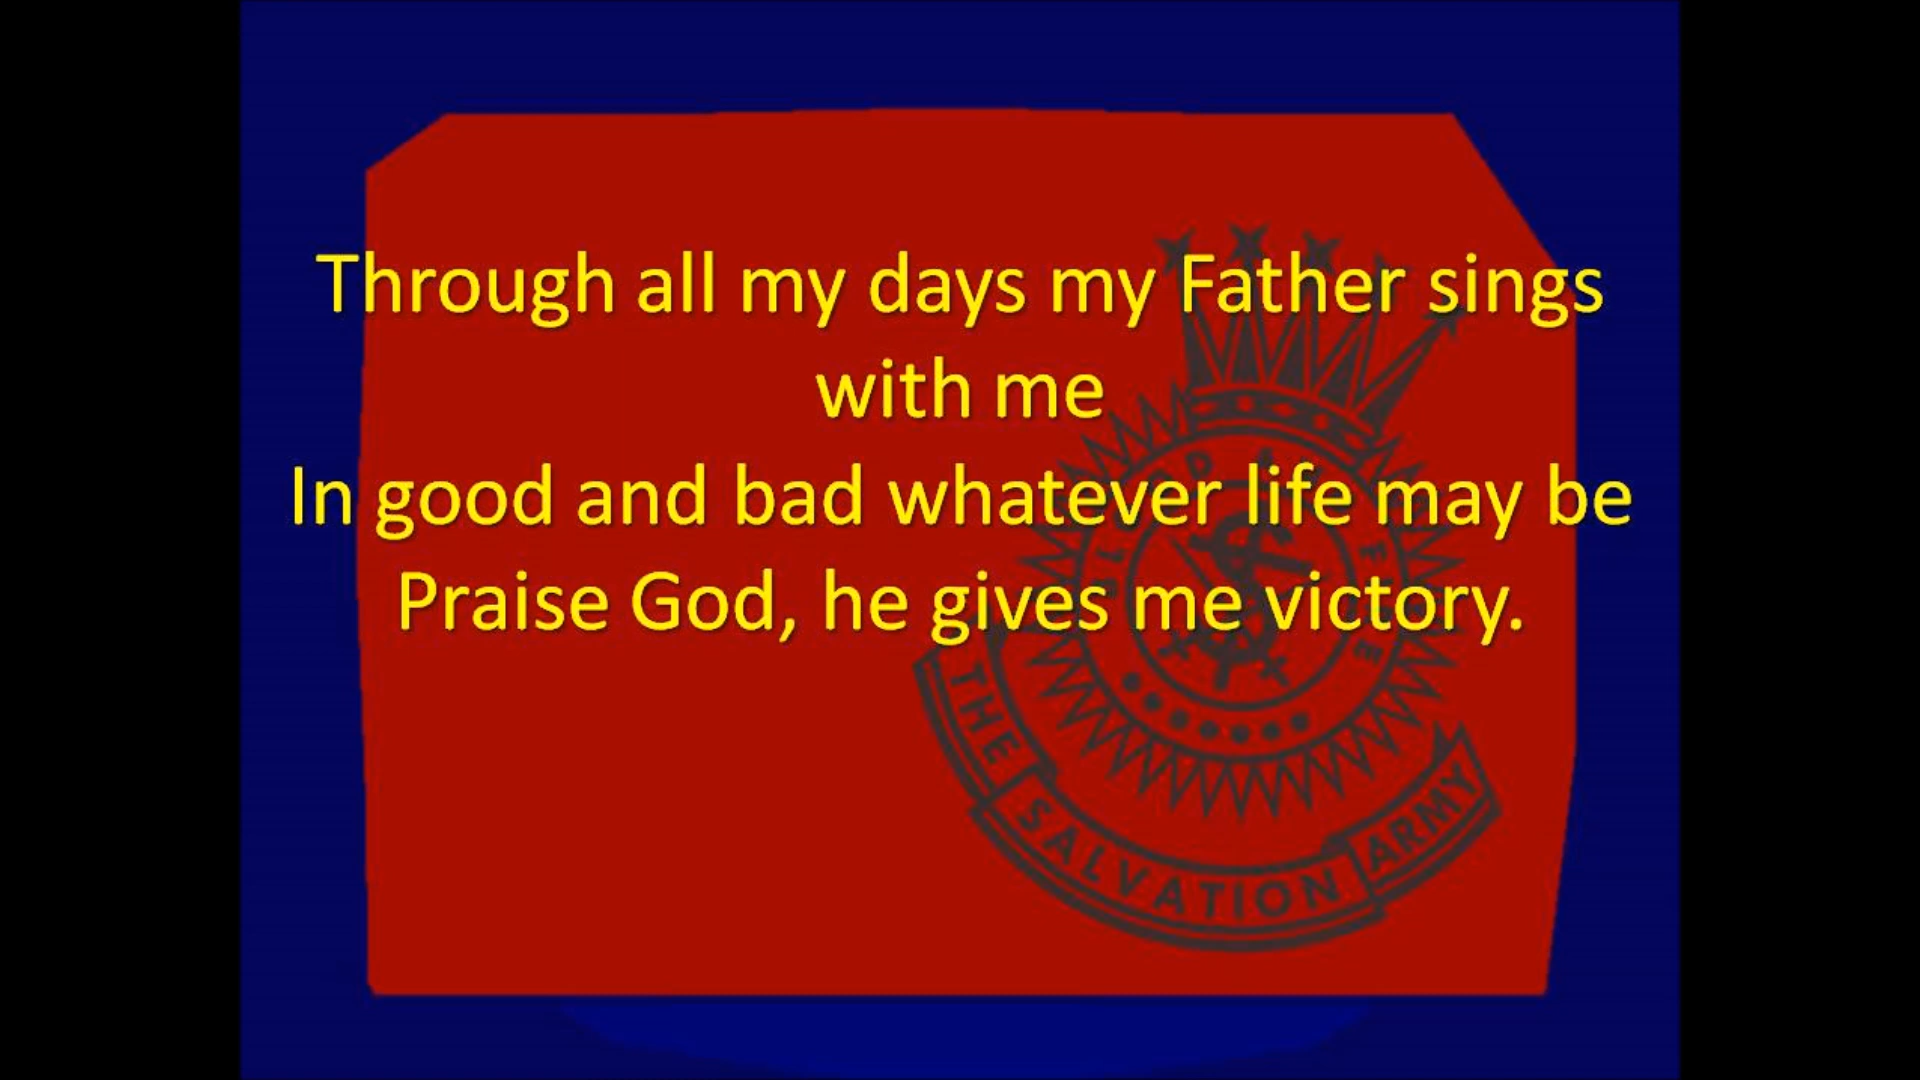 Through all my days my Father sings
with me
In good and bad whatever life may be
Praise God, he gives me victory.
THE SALVATION ARMY